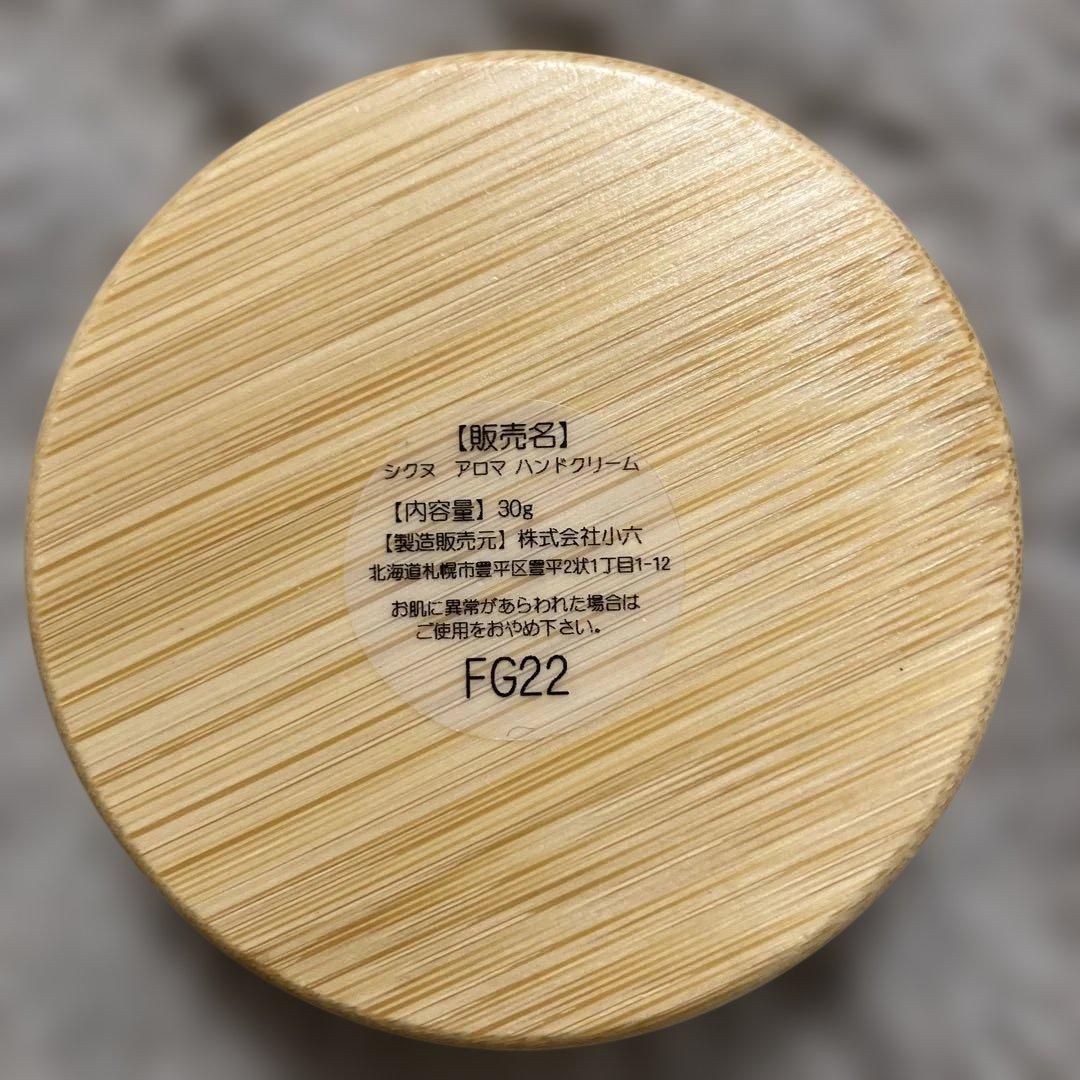 【販売名】
シクヌ アロマ ハンドクリーム
【内容量】30g
【製造販売元】株式会社小六
北海道札幌市豊平区豊平2状1丁目1-12
お肌に異常があらわれた場合は
ご使用をおやめ下さい。
FG22